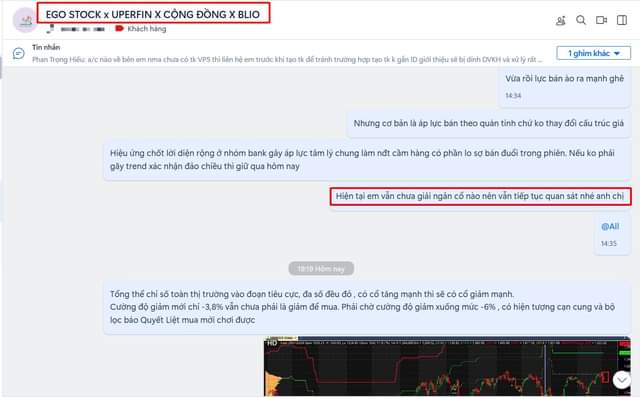 EGO STOCK x UPERFIN X CỘNG ĐỒNG X BLIO
Khách hàng
Tin nhắn
Phan Trọng Hiếu: a/c nào về bên em nma chưa có tk VPS thì liên hệ em trước khi tạo tk để tránh trường hợp tạo tk k gắn ID giới thiệu sẽ bị dính DVKH và xử lý rất ...
1 ghim khác
Vừa rồi lực bán ào ra mạnh ghê
14:34
Nhưng cơ bản là áp lực bán theo quán tính chứ ko thay đổi cấu trúc giá
Hiệu ứng chốt lời diện rộng ở nhóm bank gây áp lực tâm lý chung làm nđt cầm hàng có phần lo sợ bán đuổi trong phiên. Nếu ko phải
gãy trend xác nhận đảo chiều thì giữ qua hôm nay
Hiện tại em vẫn chưa giải ngân cổ nào nên vẫn tiếp tục quan sát nhé anh chị
@All
14:35
19:19 Hôm nay
Tổng thể chỉ số toàn thị trường vào đoạn tiêu cực, đa số đều đỏ , có cổ tăng mạnh thì sẽ có cổ giảm mạnh.
Cường độ giảm mới chỉ -3,8% vẫn chưa phải là giảm để mua. Phải chờ cường độ giảm xuống mức -6% , có hiện tượng cạn cung và bộ
lọc báo Quyết Liệt mua mới chơi được
HD